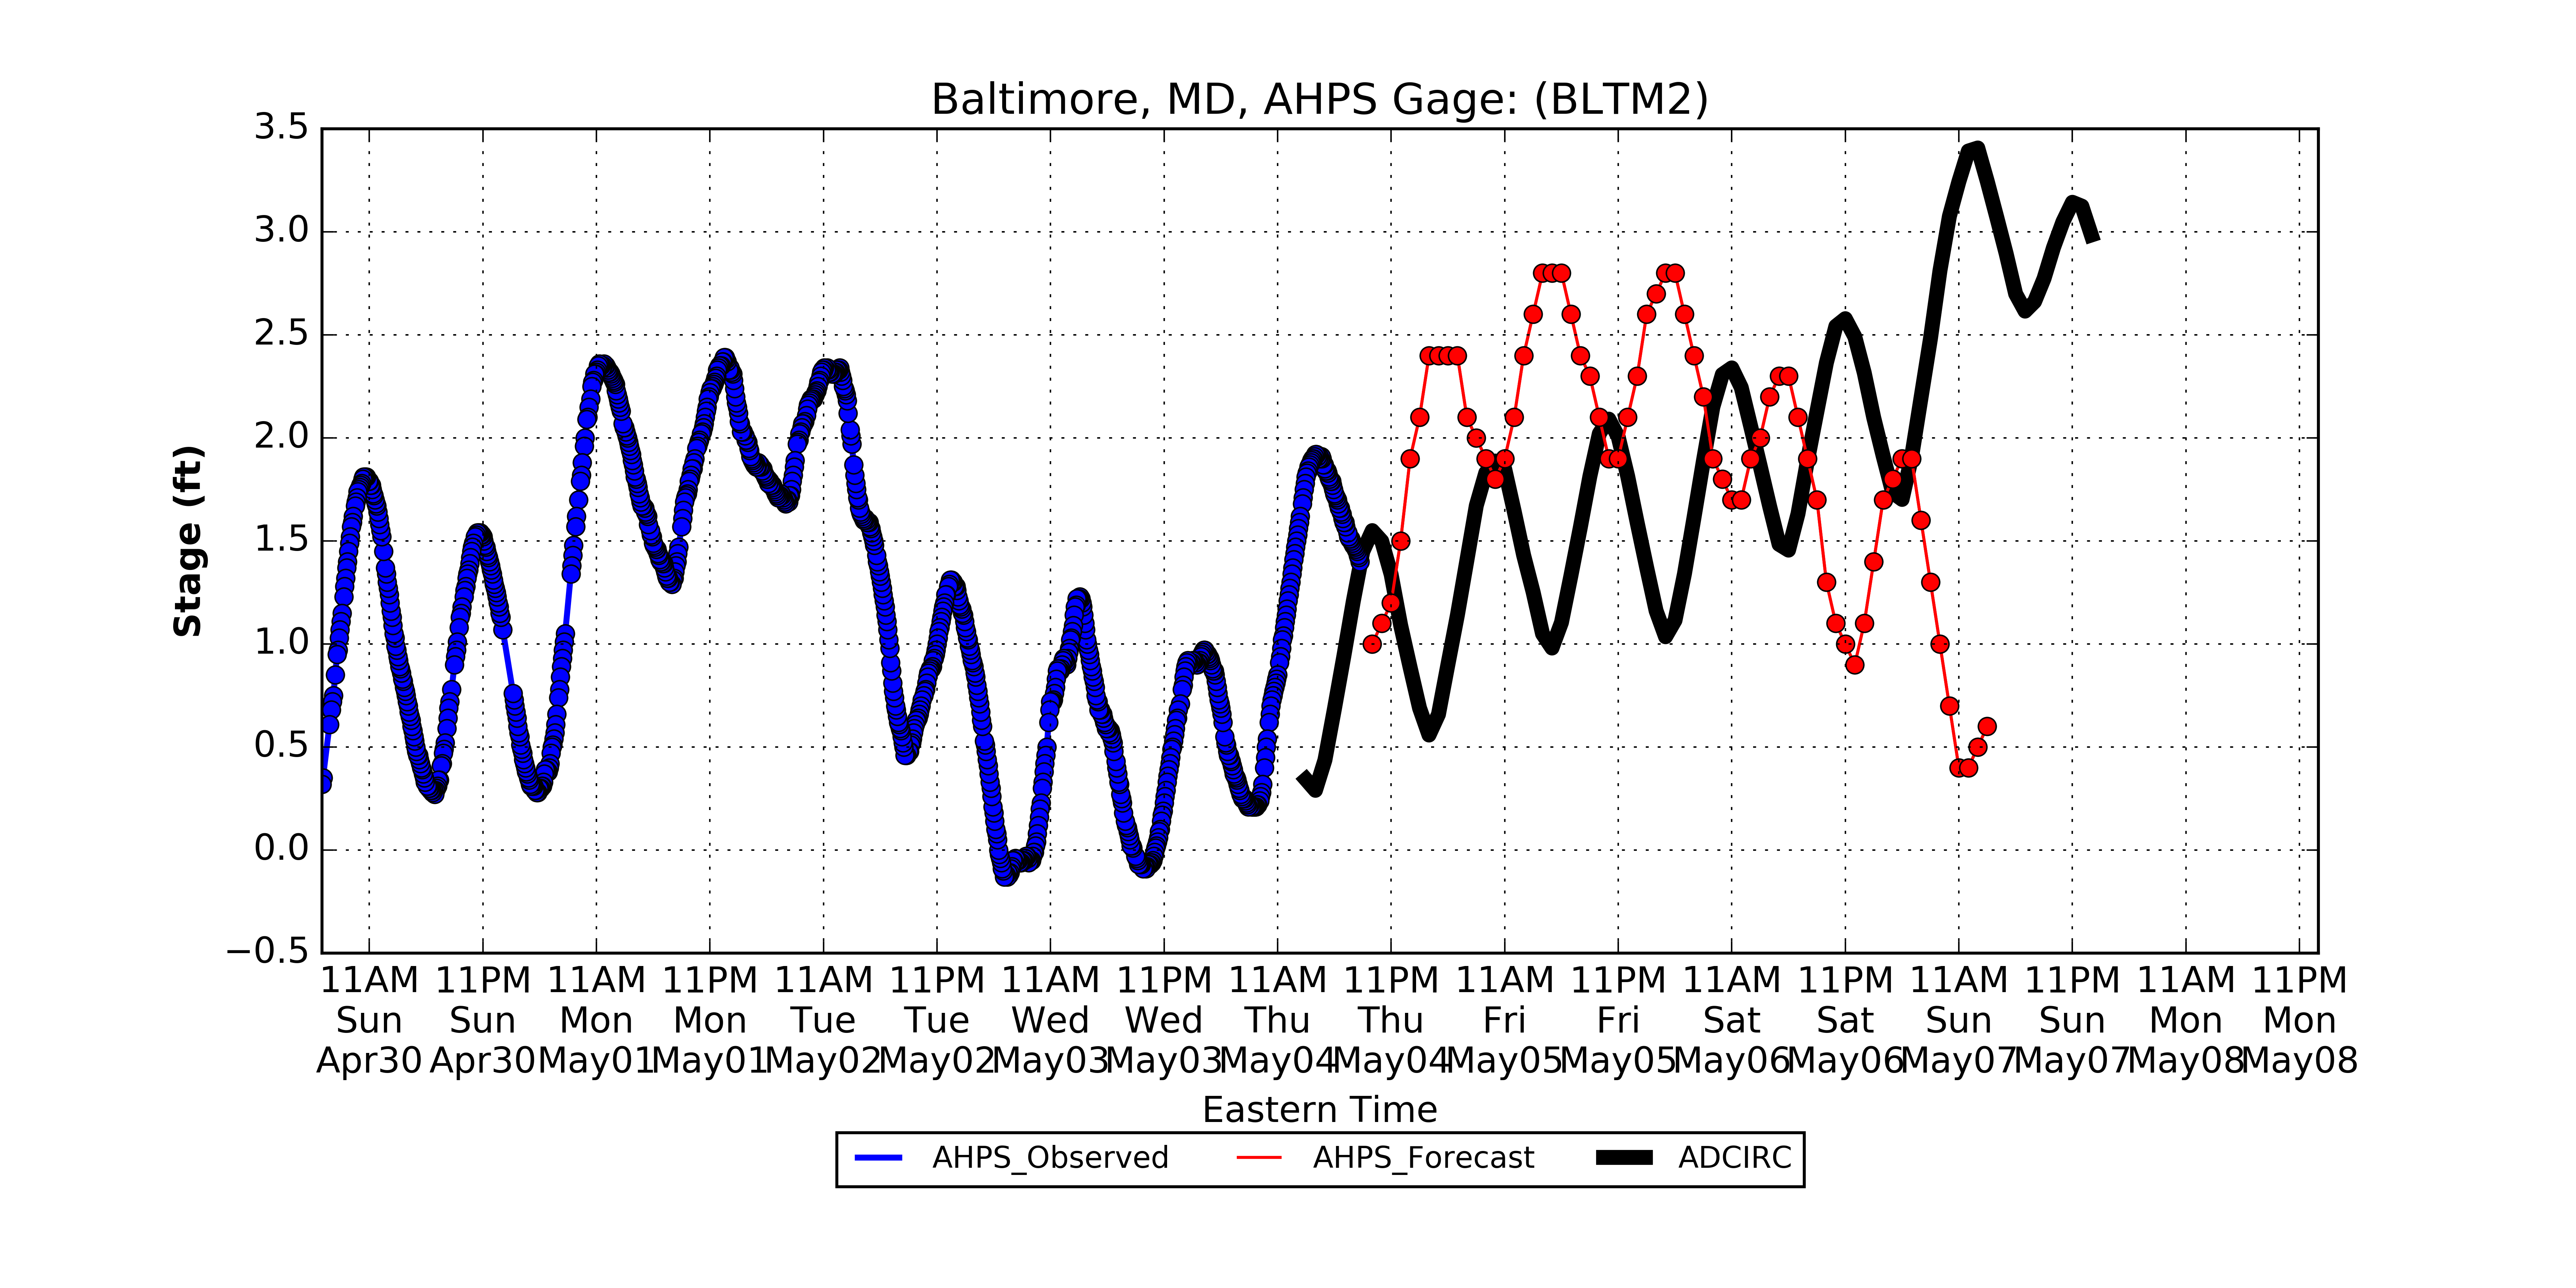 Baltimore, MD, AHPS Gage: (BLTM2)
3.5
3.0
2.5
2.0
1.5
1.0
0.5
0.0
−0.5
Stage (ft)
11AM 11PM 11AM 11PM 11AM 11PM 11AM 11PM 11AM 11PM 11AM 11PM 11AM 11PM 11AM 11PM 11AM 11PM
Sun Sun Mon Mon Tue Tue Wed Wed Thu Thu Fri Fri Sat Sat Sun Sun Mon Mon
Apr30 Apr30 May01 May01 May02 May02 May03 May03 May04 May04 May05 May05 May06 May06 May07 May07 May08 May08
Eastern Time
AHPS_Observed AHPS_Forecast ADCIRC